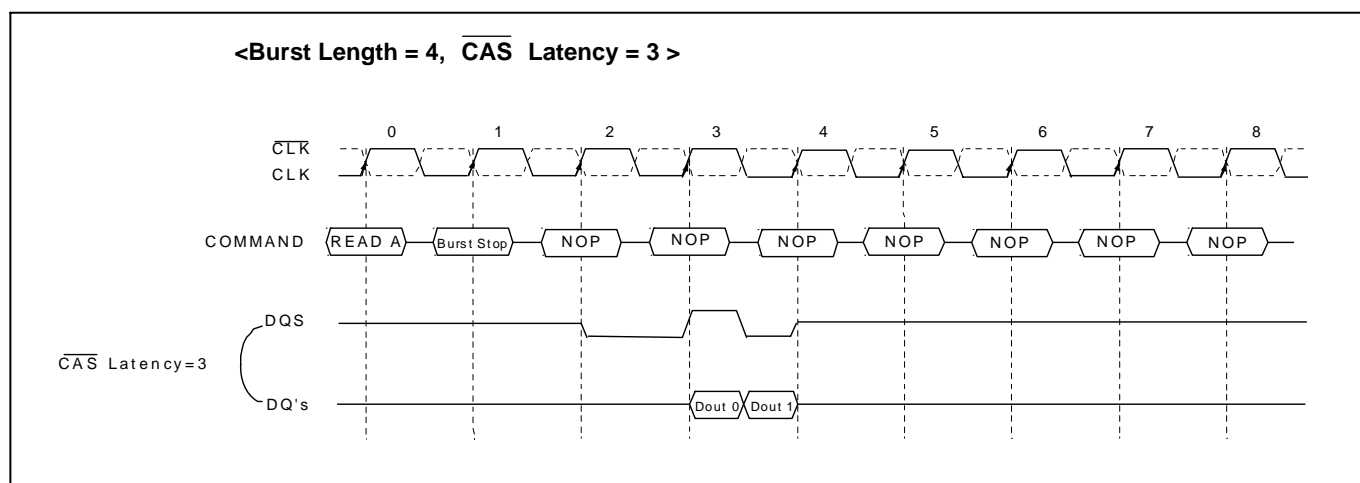 <Burst Length = 4, CAS Latency = 3 >
0 1 2 3 4 5 6 7 8
CLK
CLK
COMMAND READ A Burst Stop NOP NOP NOP NOP NOP NOP NOP
DQS
CAS Latency=3
DQ's Dout 0 Dout 1